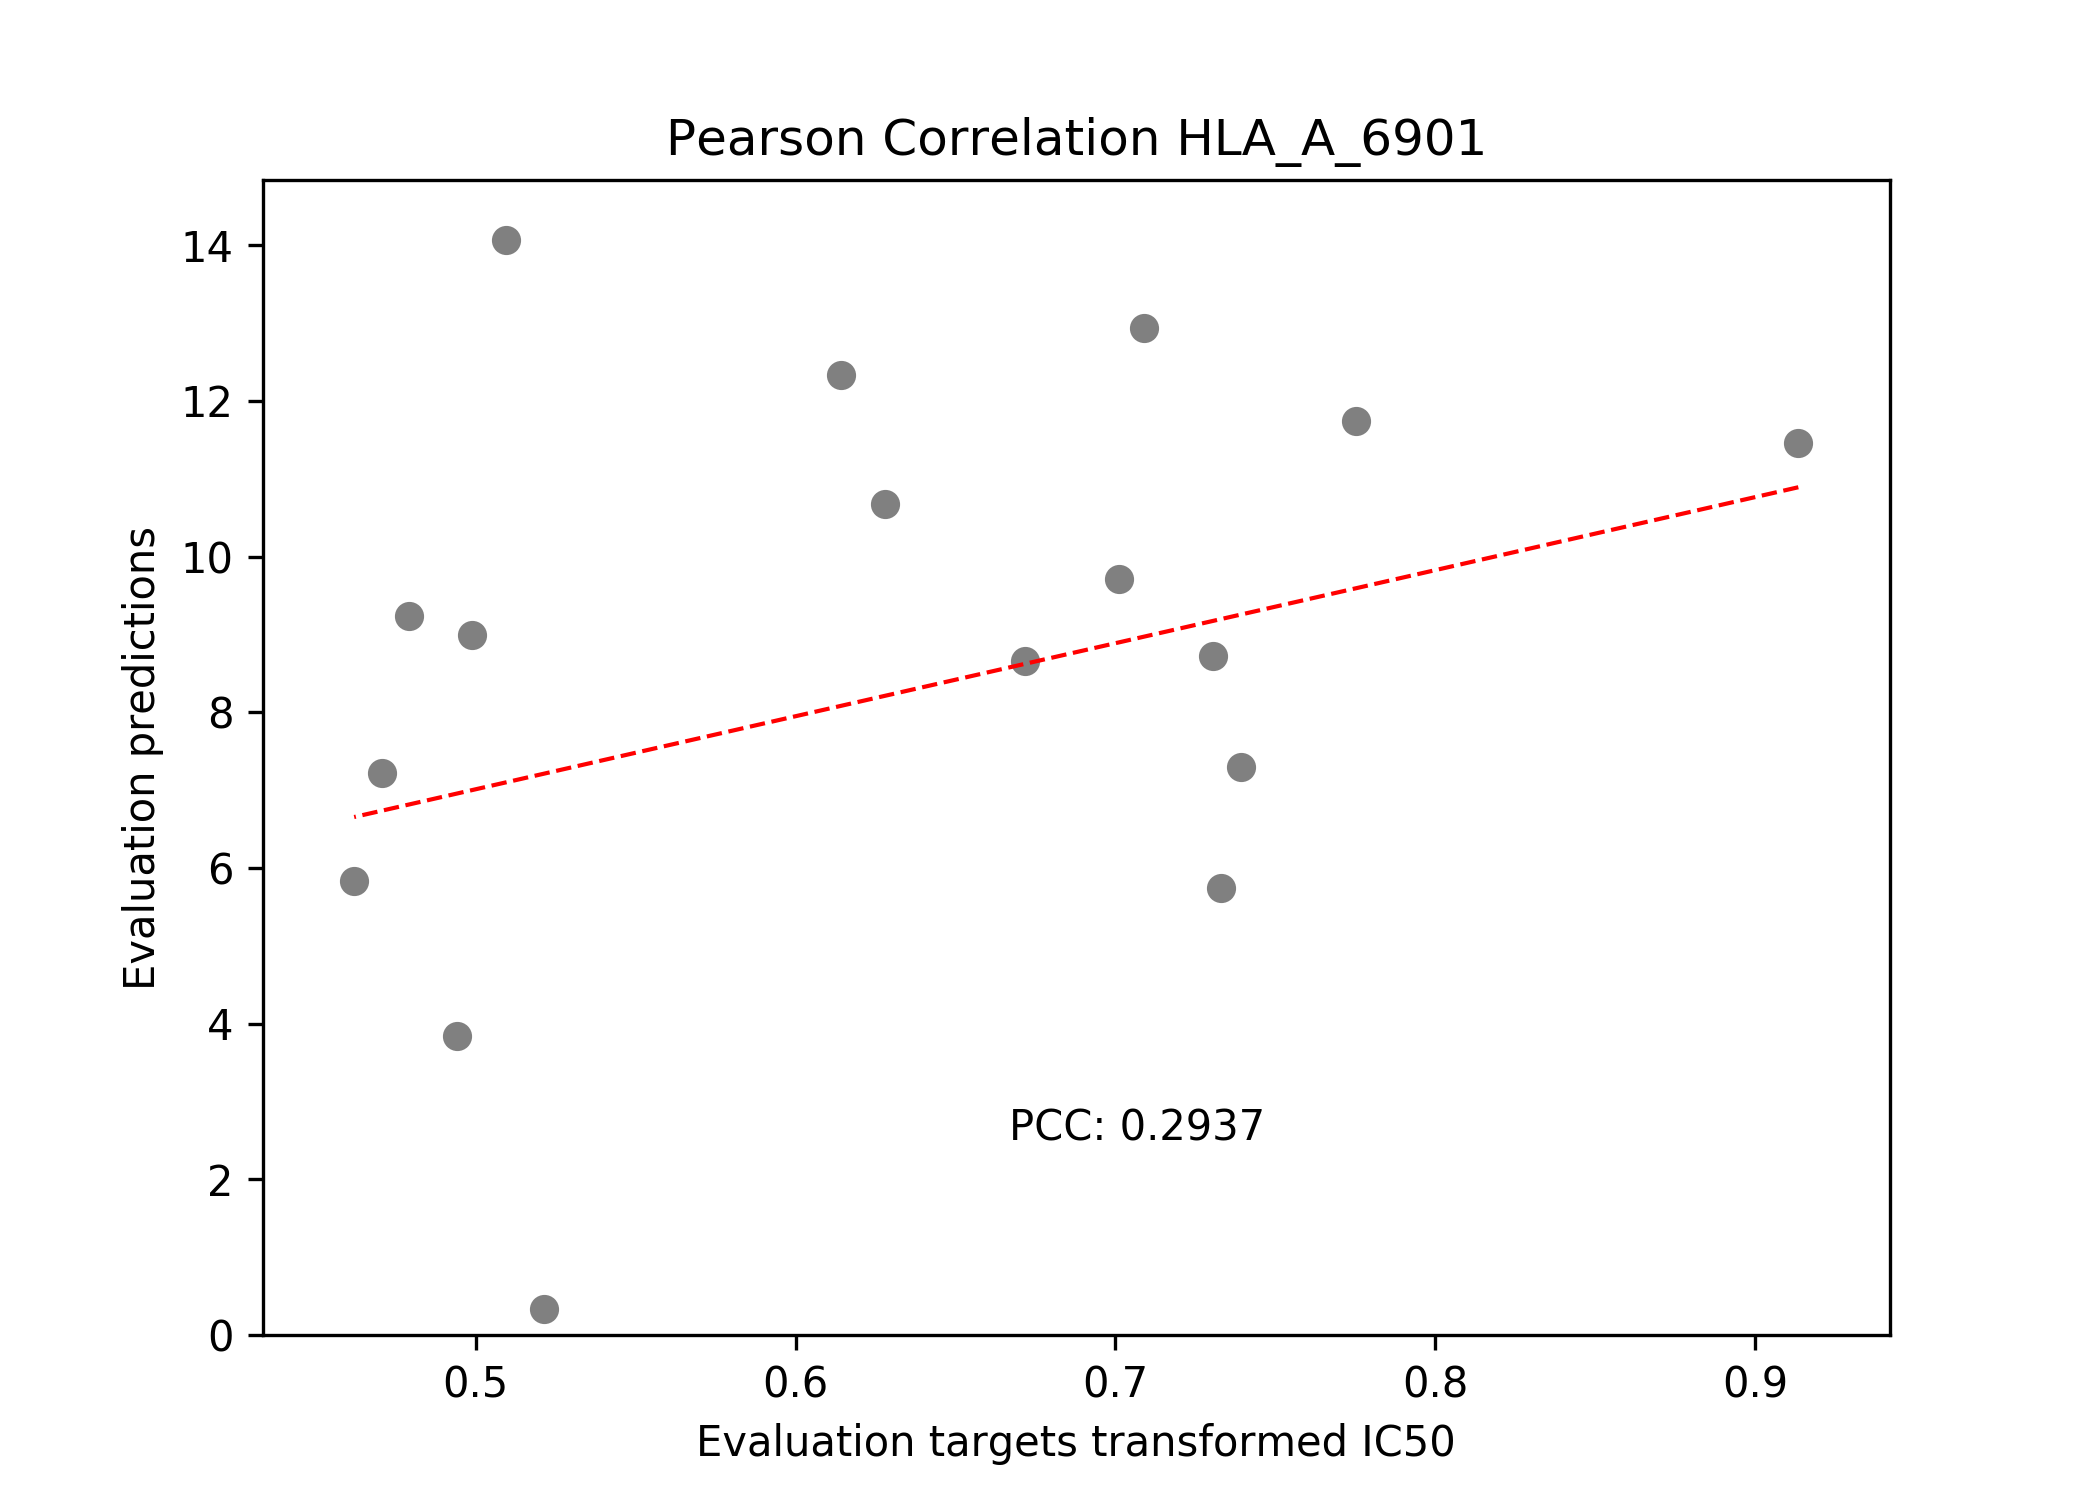 Pearson Correlation HLA_A_6901
14
12
10
8
6
4
2
0
Evaluation predictions
PCC: 0.2937
0.5 0.6 0.7 0.8 0.9
Evaluation targets transformed IC50